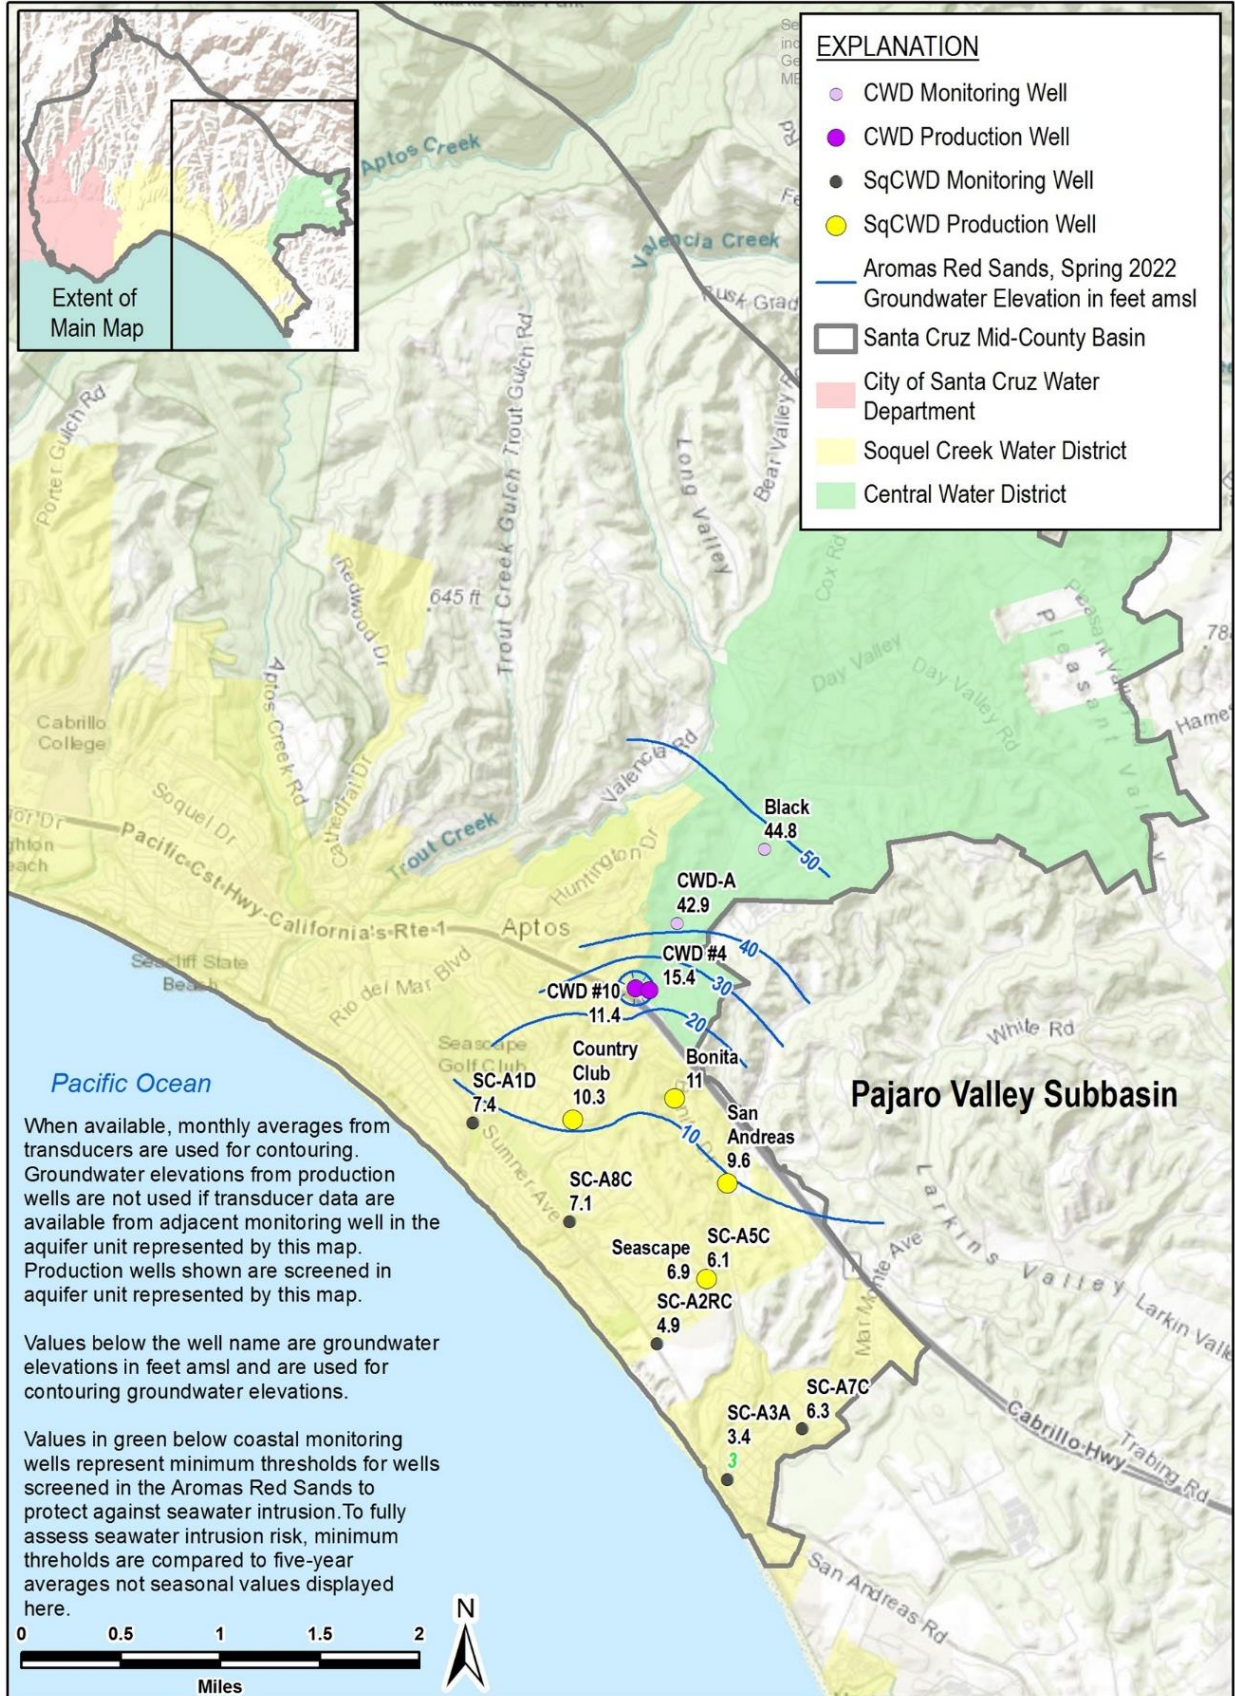 Extent of
Main Map
EXPLANATION
CWD Monitoring Well
CWD Production Well
SqCWD Monitoring Well
SqCWD Production Well
Aromas Red Sands, Spring 2022
Groundwater Elevation in feet amsl
Santa Cruz Mid-County Basin
City of Santa Cruz Water
Department
Soquel Creek Water District
Central Water District
Aptos Creek
Valencia Creek
Porter Gulch Rd
Trout Creek Gulch Trout Gulch Rd
Long Valley
Bear Valley
Cox Rd
Redwood Dr
645 ft
Day Valley
Day Valley Rd
Pleasant Valley
Aptos Creek Rd
Cabrillo
College
Cathedral Dr
Soquel Dr
Valencia Rd
Trout Creek
Huntington Dr
Pacific-Cst-Hwy-California's-Rte-1
Aptos
Black
44.8
50
CWD-A
42.9
40
CWD #4
15.4
30
CWD #10
11.4
20
Seacliff State
Beach
Rio del Mar Blvd
Seascape
Golf Club
White Rd
Country
Club
10.3
Bonita
11
SC-A1D
7.4
10
San
Andreas
9.6
Pajaro Valley Subbasin
Sumner Ave
SC-A8C
7.1
SC-A5C
6.1
Seascape
6.9
SC-A2RC
4.9
Mar Monte Ave
Larkins Valley
Larkin Valle
SC-A7C
6.3
SC-A3A
3.4
3
Cabrillo Hwy
Trabing Rd
San Andreas Rd
Pacific Ocean
When available, monthly averages from
transducers are used for contouring.
Groundwater elevations from production
wells are not used if transducer data are
available from adjacent monitoring well in the
aquifer unit represented by this map.
Production wells shown are screened in
aquifer unit represented by this map.
Values below the well name are groundwater
elevations in feet amsl and are used for
contouring groundwater elevations.
Values in green below coastal monitoring
wells represent minimum thresholds for wells
screened in the Aromas Red Sands to
protect against seawater intrusion. To fully
assess seawater intrusion risk, minimum
threholds are compared to five-year
averages not seasonal values displayed
here.
N
0 0.5 1 1.5 2
Miles